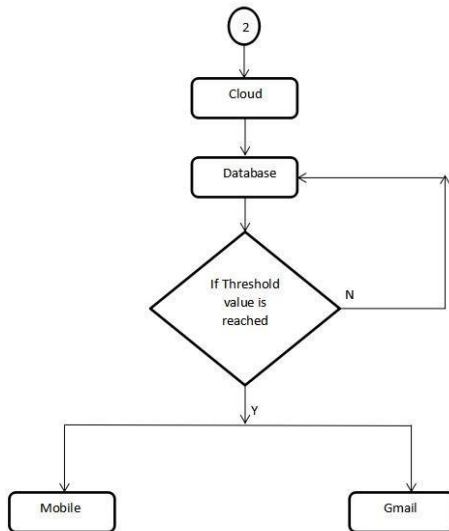 2
Cloud
Database
If Threshold
value is
reached
N
Y
Mobile
Gmail